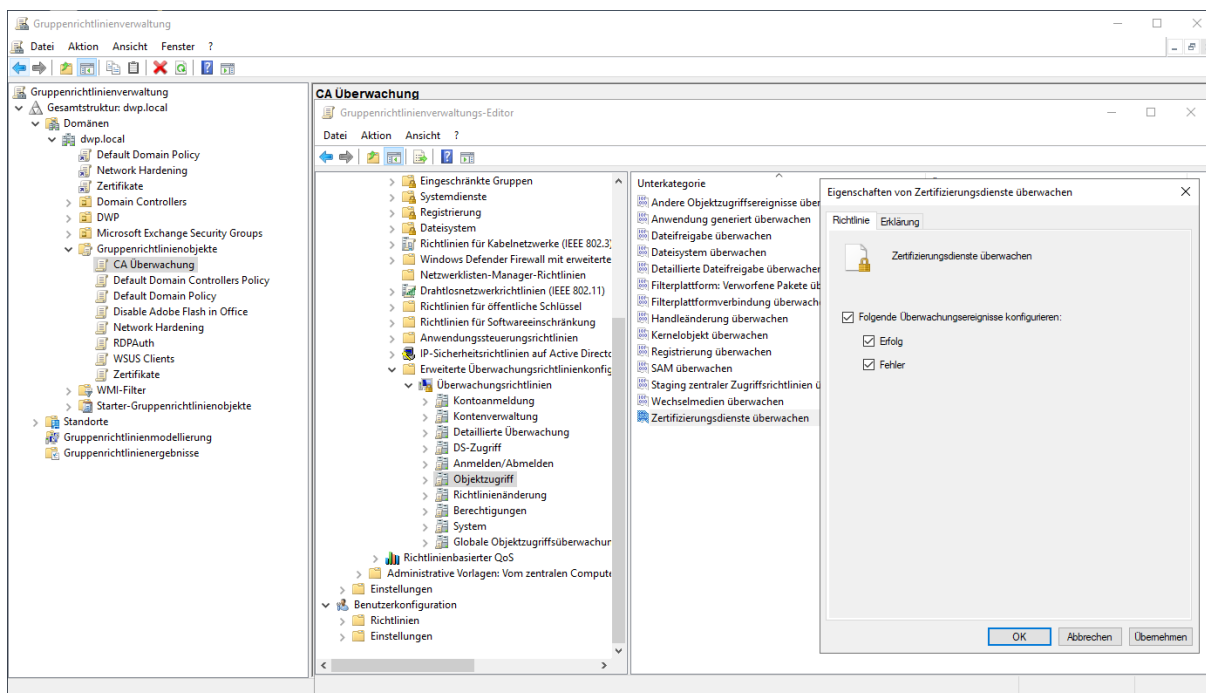 Gruppenrichtlinienverwaltung
Datei Aktion Ansicht Fenster ?
Gruppenrichtlinienverwaltung
Gesamtstruktur: dwp.local
Domänen
dwp.local
Default Domain Policy
Network Hardening
Zertifikate
Domain Controllers
DWP
Microsoft Exchange Security Groups
Gruppenrichtlinienobjekte
CA Überwachung
Default Domain Controllers Policy
Default Domain Policy
Disable Adobe Flash in Office
Network Hardening
RDPAuth
WSUS Clients
Zertifikate
WMI-Filter
Starter-Gruppenrichtlinienobjekte
Standorte
Gruppenrichtlinienmodellierung
Gruppenrichtlinienergebnisse
CA Überwachung
Gruppenrichtlinienverwaltungs-Editor
Datei Aktion Ansicht ?
Eingeschränkte Gruppen
Systemdienste
Registrierung
Dateisystem
Richtlinien für Kabelnetzwerke (IEEE 802.3)
Windows Defender Firewall mit erweiterte
Netzwerklisten-Manager-Richtlinien
Drahtlosnetzwerkrichtlinien (IEEE 802.11)
Richtlinien für öffentliche Schlüssel
Richtlinien für Softwareeinschränkung
Anwendungssteuerungsrichtlinien
IP-Sicherheitsrichtlinien auf Active Directo
Erweiterte Überwachungsrichtlinienkonfig
Überwachungsrichtlinien
Kontoanmeldung
Kontenverwaltung
Detaillierte Überwachung
DS-Zugriff
Anmelden/Abmelden
Objektzugriff
Richtlinienänderung
Berechtigungen
System
Globale Objektzugriffsüberwachun
Richtlinienbasierter QoS
Administrative Vorlagen: Vom zentralen Compute
Einstellungen
Benutzerkonfiguration
Richtlinien
Einstellungen
Unterkategorie
Andere Objektzugriffsereignisse über
Anwendung generiert überwachen
Dateifreigabe überwachen
Dateisystem überwachen
Detaillierte Dateifreigabe überwachen
Filterplattform: Verworfene Pakete üb
Filterplattformverbindung überwach
Handleänderung überwachen
Kernelobjekt überwachen
Registrierung überwachen
SAM überwachen
Staging zentraler Zugriffsrichtlinien ü
Wechselmedien überwachen
Zertifizierungsdienste überwachen
Eigenschaften von Zertifizierungsdienste überwachen
Richtlinie Erklärung
Zertifizierungsdienste überwachen
Folgende Überwachungsereignisse konfigurieren:
Erfolg
Fehler
OK Abbrechen Übernehmen